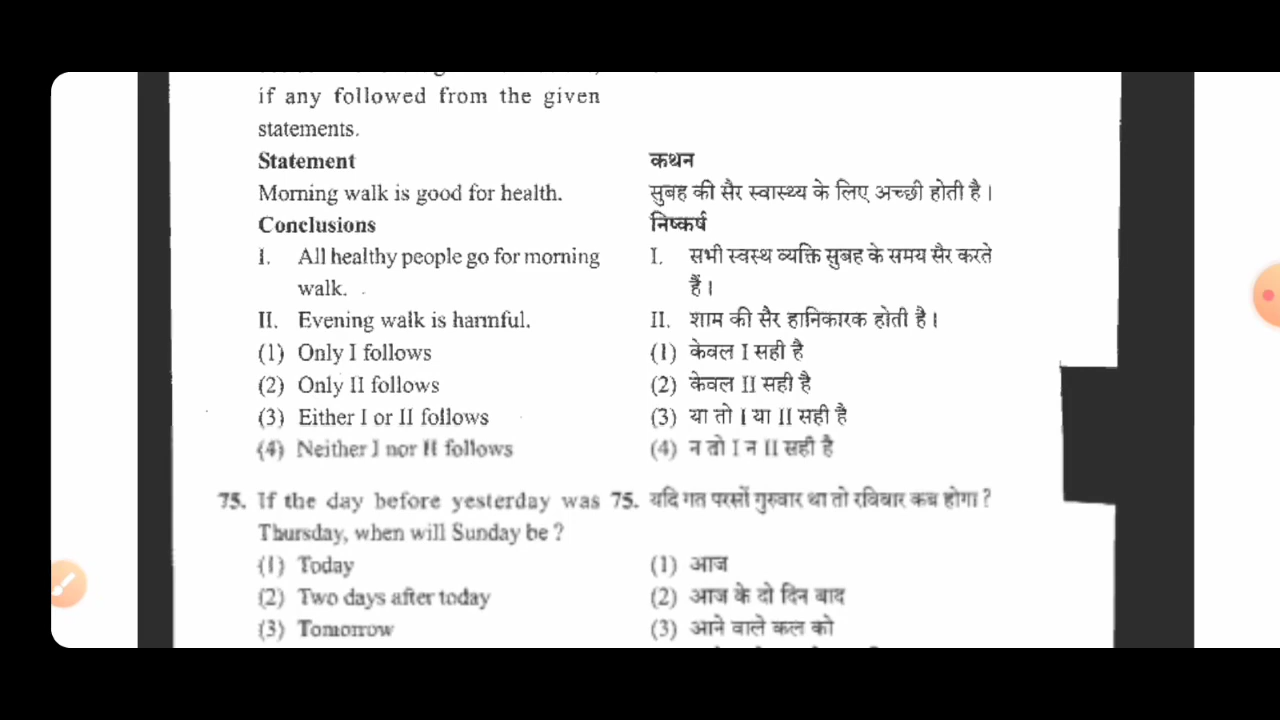 if any followed from the given
statements.
Statement
Morning walk is good for health.
Conclusions
I. All healthy people go for morning
walk.
II. Evening walk is harmful.
(1) Only I follows
(2) Only II follows
(3) Either I or II follows
(4) Neither I nor II follows
75. If the day before yesterday was
Thursday, when will Sunday be ?
(1) Today
(2) Two days after today
(3) Tomorrow
कथन
सुबह की सैर स्वास्थ्य के लिए अच्छी होती है।
निष्कर्ष
I. सभी स्वस्थ व्यक्ति सुबह के समय सैर करते
हैं।
II. शाम की सैर हानिकारक होती है।
(1) केवल I सही है
(2) केवल II सही है
(3) या तो I या II सही है
(4) न तो I न II सही है
75. यदि गत परसों गुरुवार था तो रविवार कब होगा ?
(1) आज
(2) आज के दो दिन बाद
(3) आने वाले कल को